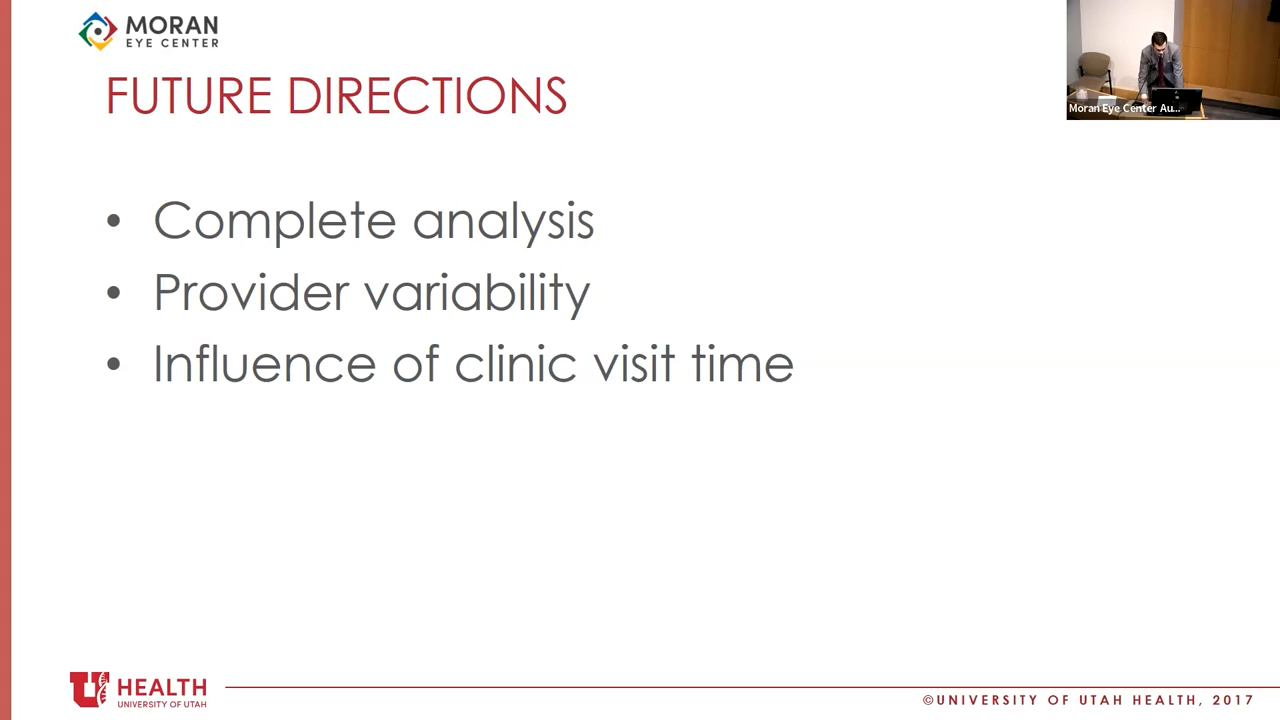 MORAN
EYE CENTER
Moran Eye Center Au...
FUTURE DIRECTIONS
• Complete analysis
• Provider variability
• Influence of clinic visit time
U HEALTH
UNIVERSITY OF UTAH
©UNIVERSITY OF UTAH HEALTH, 2017